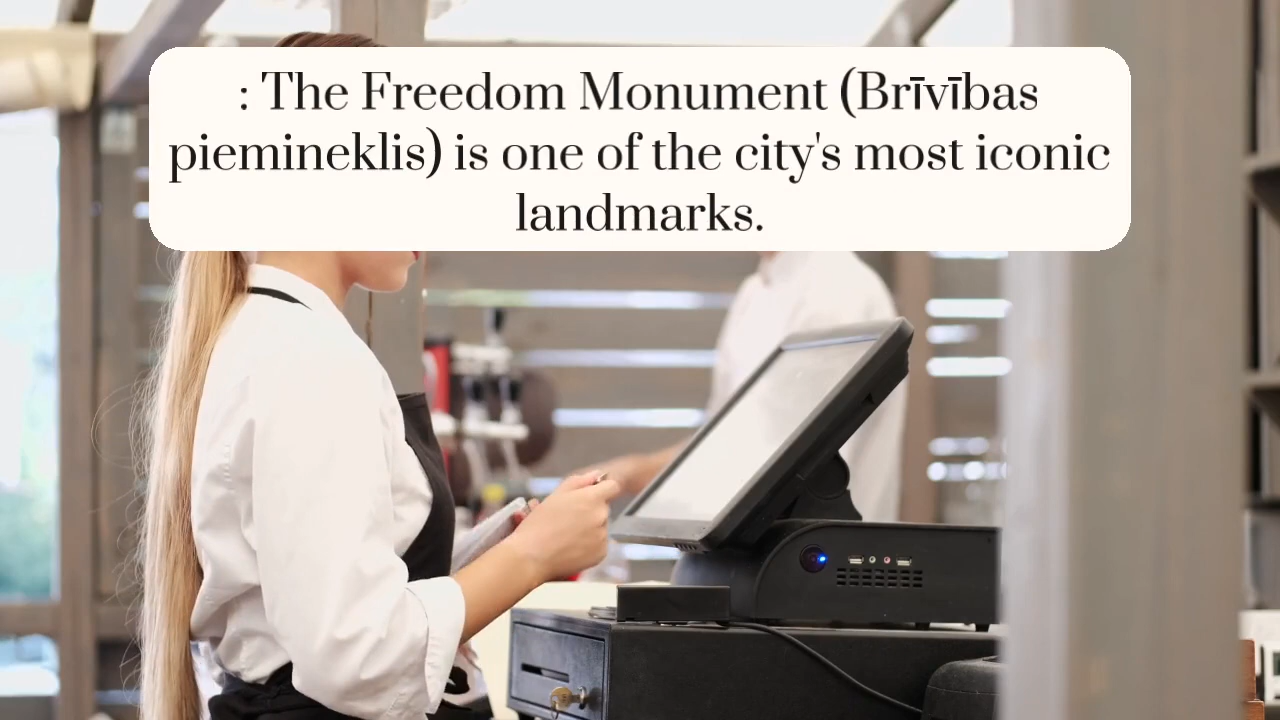 : The Freedom Monument (Brīvības
piemineklis) is one of the city's most iconic
landmarks.